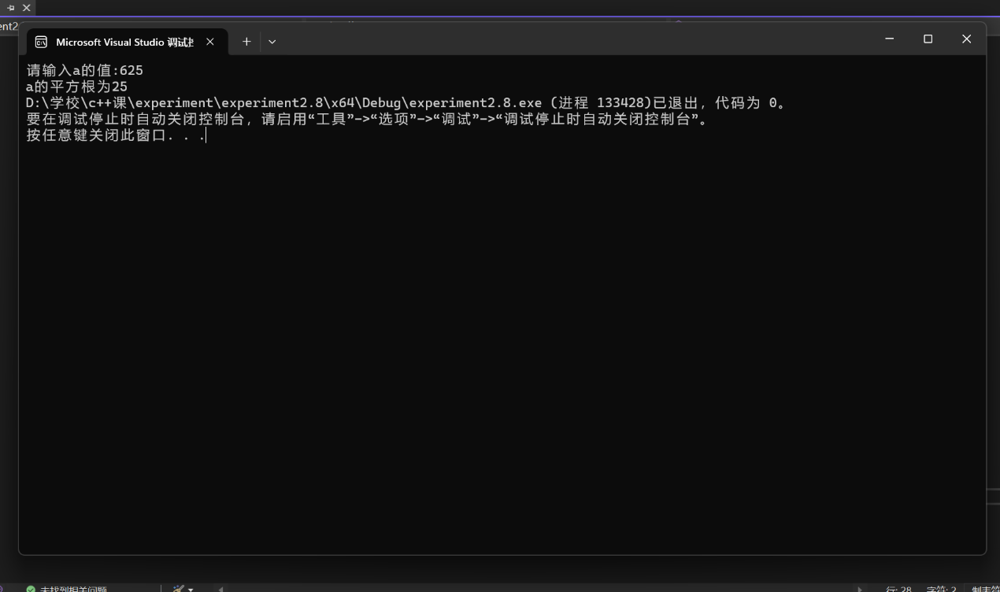 Microsoft Visual Studio 调试
请输入a的值:625
a的平方根为25
D:\学校\c++课\experiment\experiment2.8\x64\Debug\experiment2.8.exe (进程 133428)已退出，代码为 0。
要在调试停止时自动关闭控制台，请启用“工具”->“选项”->“调试”->“调试停止时自动关闭控制台”。
按任意键关闭此窗口. . .
未找到相关问题
行: 28 字符: 2 制表符